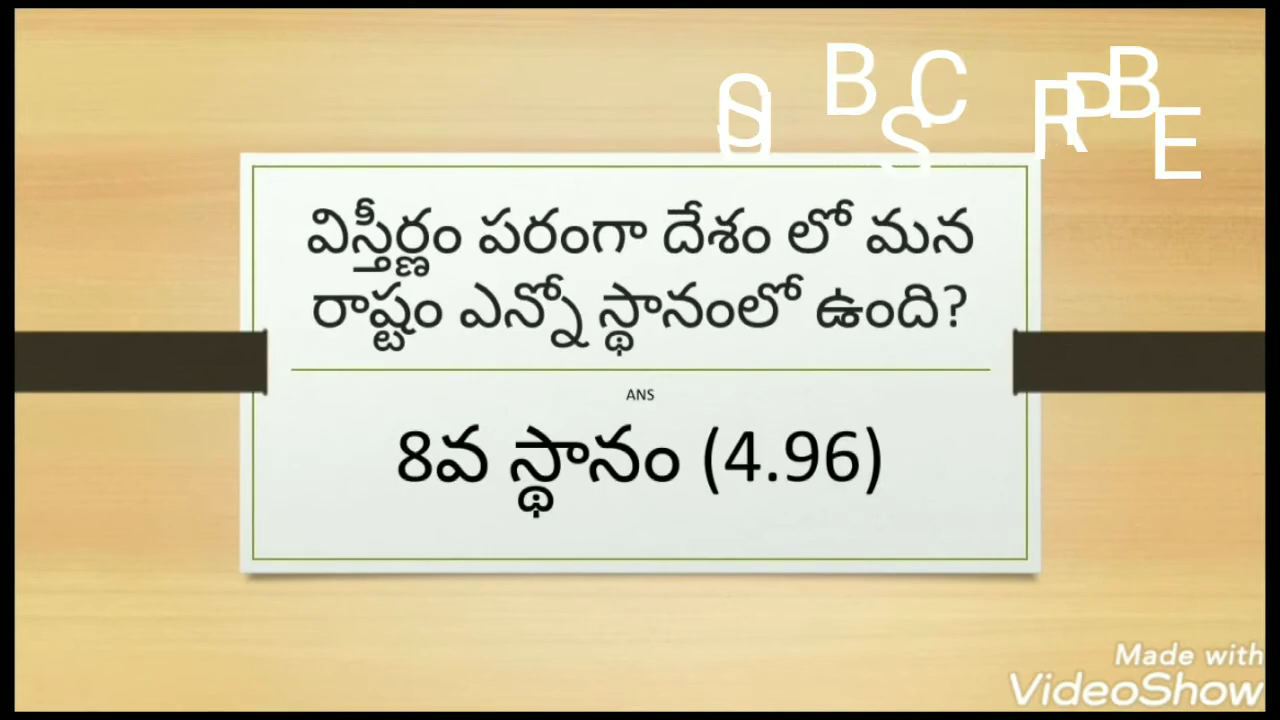 S U B S C R I B E
విస్తీర్ణం పరంగా దేశం లో మన
రాష్టం ఎన్నో స్థానంలో ఉంది?
ANS
8వ స్థానం (4.96)
Made with
VideoShow